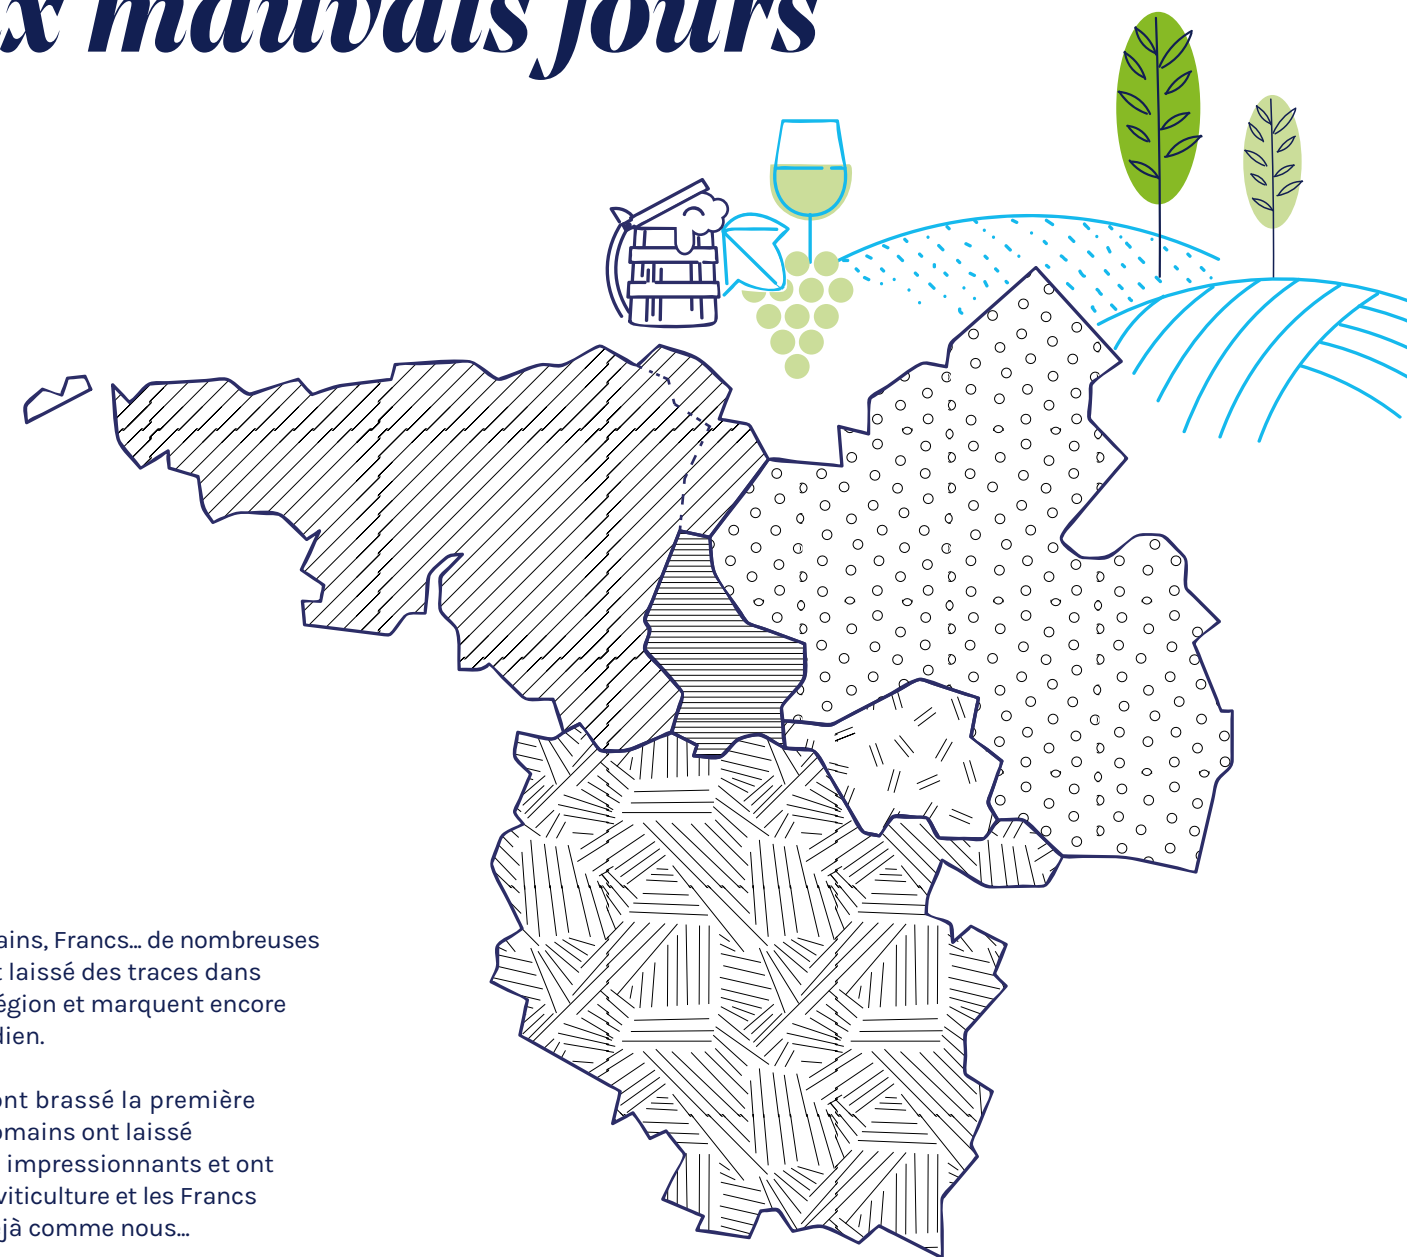 x mauvais jours
ains, Francs... de nombreuses
t laissé des traces dans
égion et marquent encore
dien.
ont brassé la première
omains ont laissé
impressionnants et ont
viticulture et les Francs
éjà comme nous...